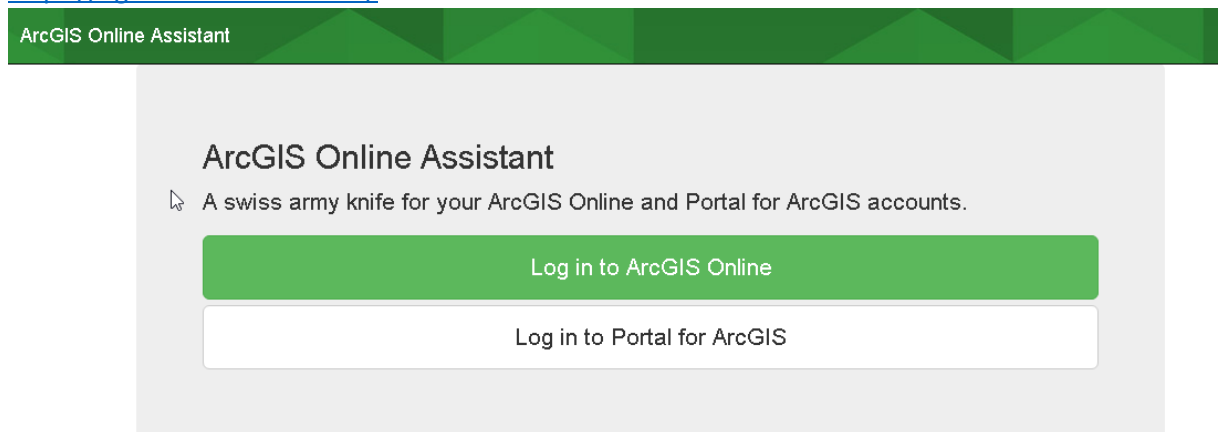 ArcGIS Online Assistant
ArcGIS Online Assistant
A swiss army knife for your ArcGIS Online and Portal for ArcGIS accounts.
Log in to ArcGIS Online
Log in to Portal for ArcGIS